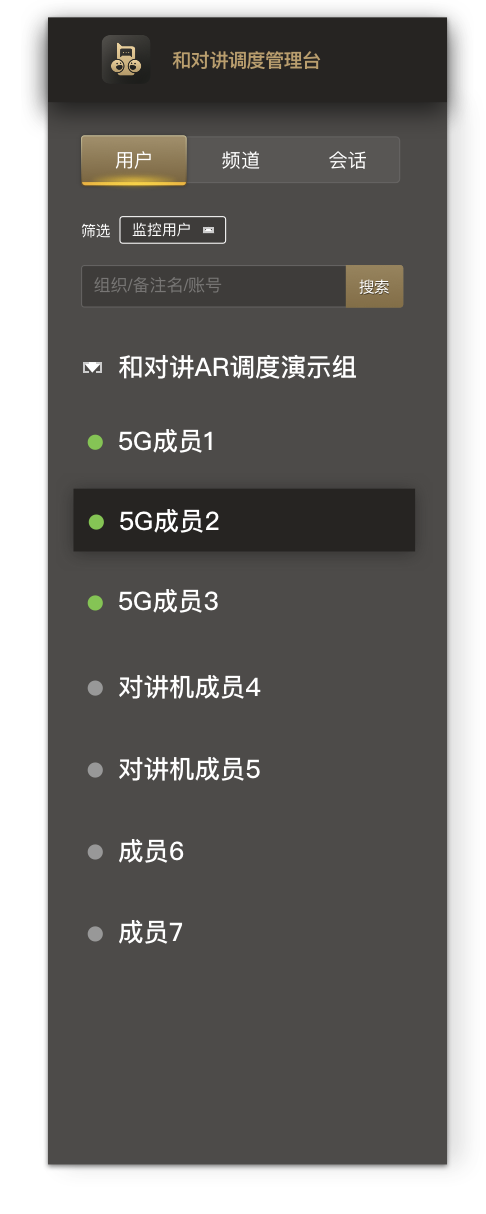 和对讲调度管理台
用户 频道 会话
筛选 监控用户
组织/备注名/账号 搜索
和对讲AR调度演示组
5G成员1
5G成员2
5G成员3
对讲机成员4
对讲机成员5
成员6
成员7